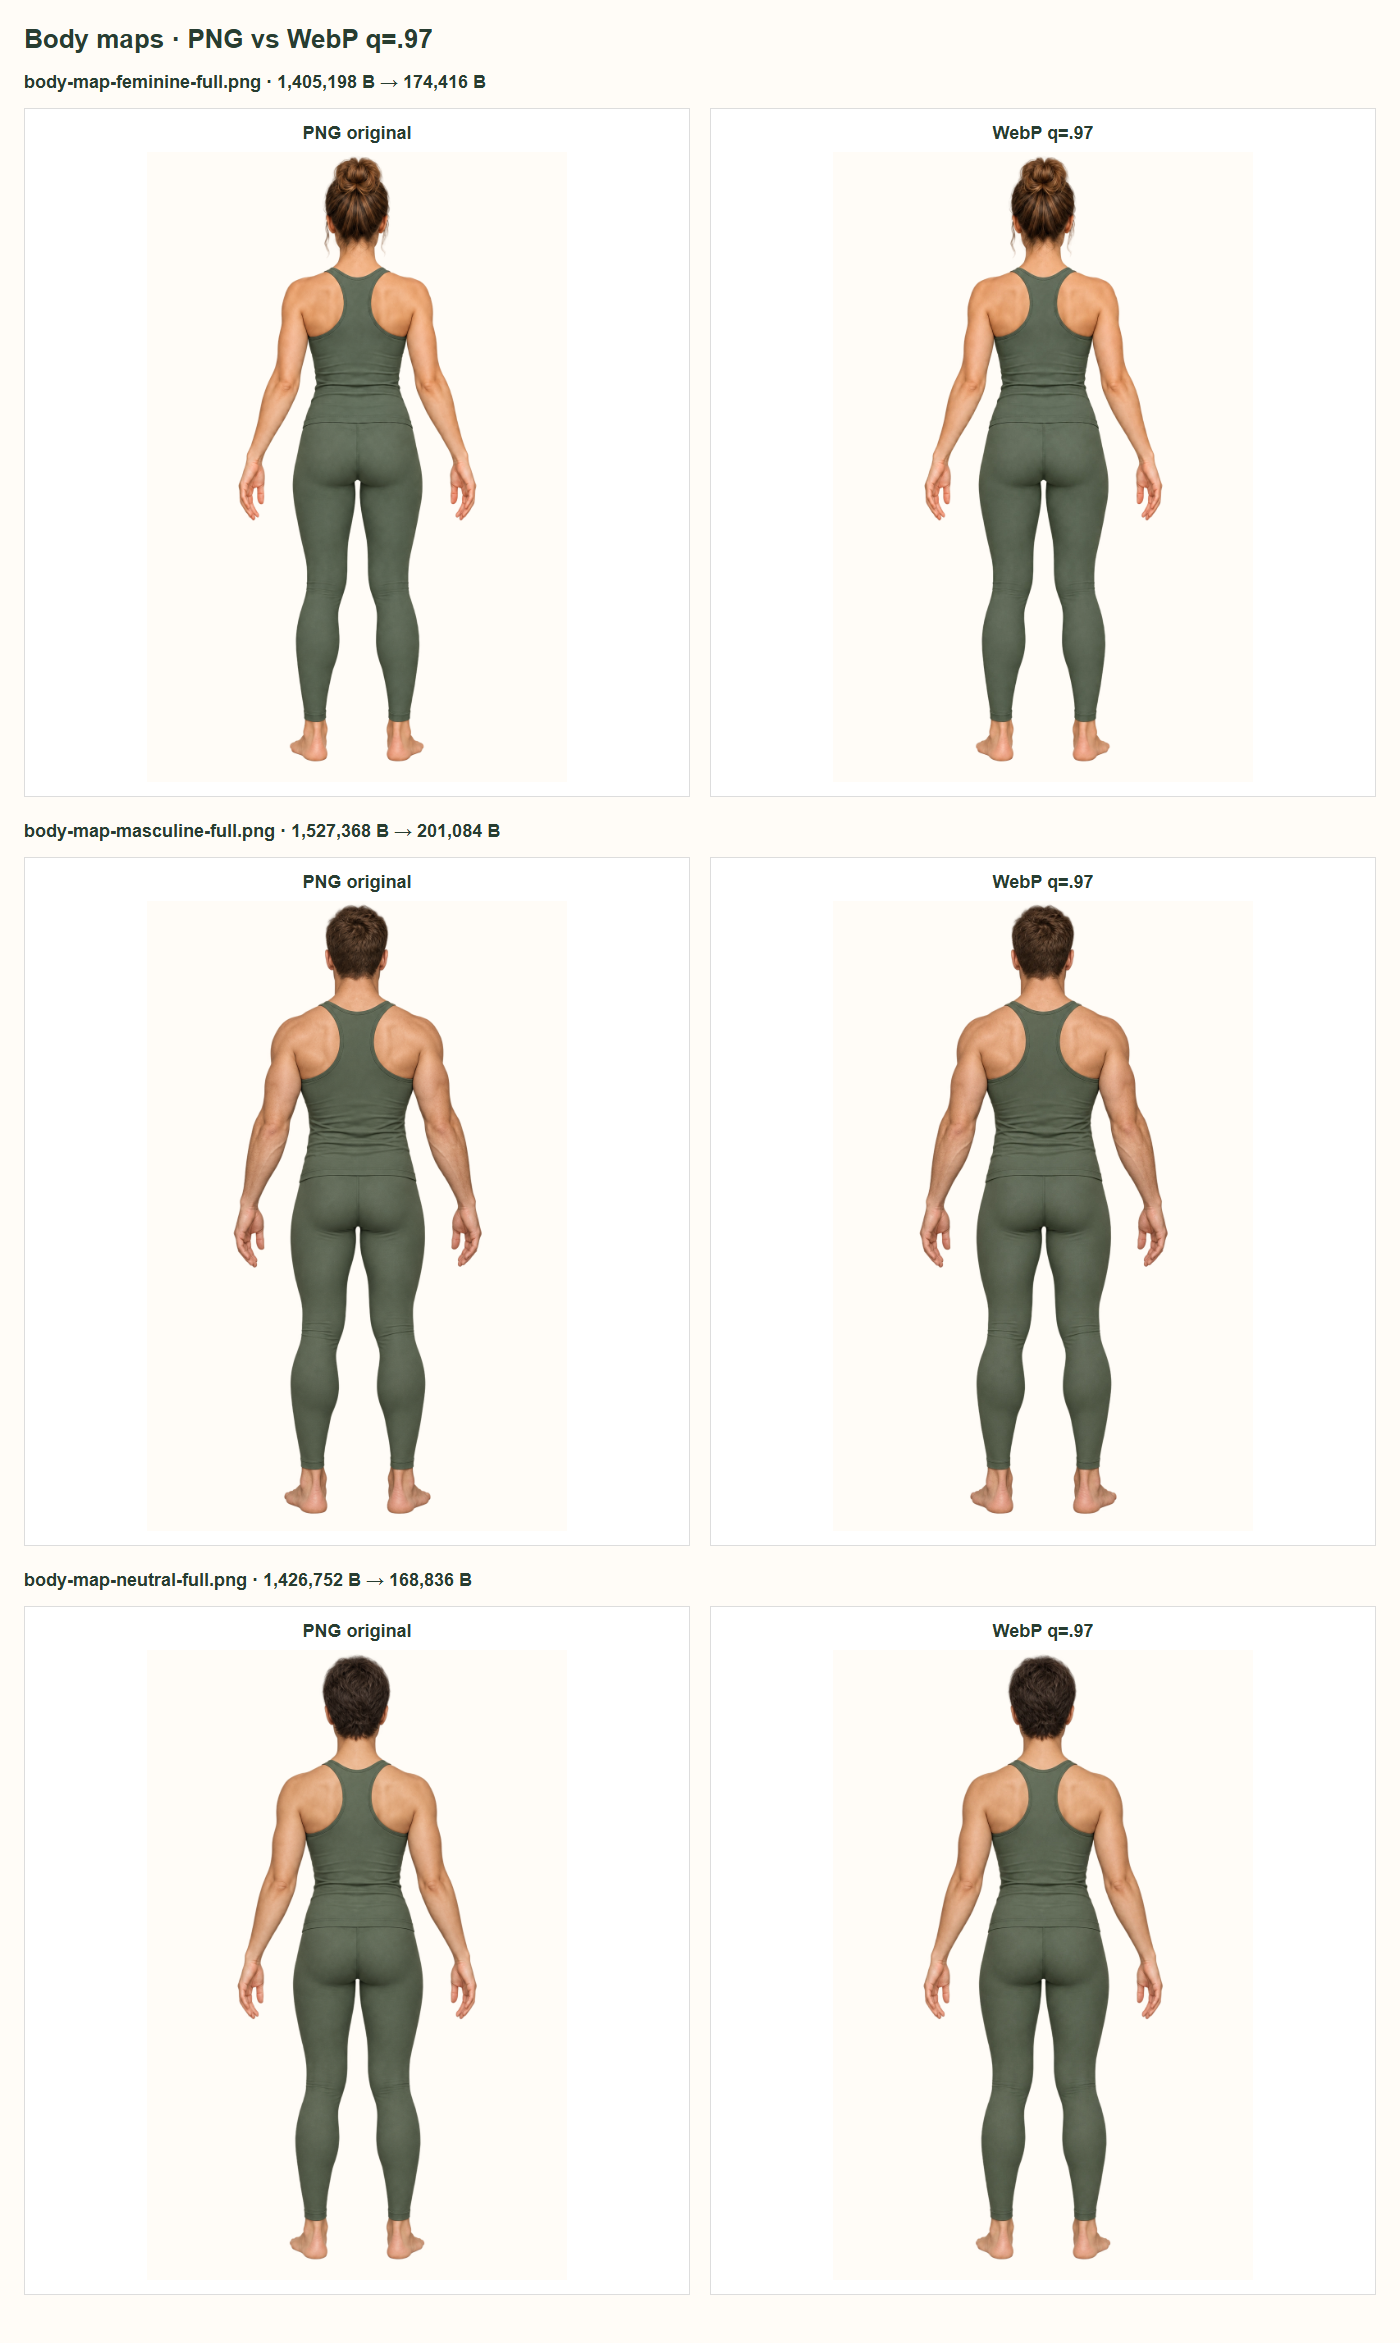 Body maps · PNG vs WebP q=.97
body-map-feminine-full.png · 1,405,198 B → 174,416 B
PNG original
WebP q=.97
body-map-masculine-full.png · 1,527,368 B → 201,084 B
PNG original
WebP q=.97
body-map-neutral-full.png · 1,426,752 B → 168,836 B
PNG original
WebP q=.97